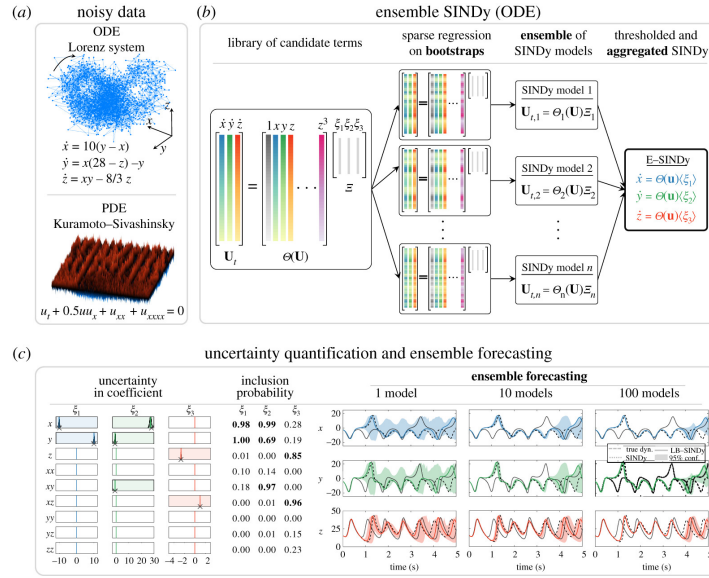 (a) noisy data
ODE
Lorenz system
z
x
y
ẋ = 10(y − x)
ẏ = x(28 − z) −y
ż = xy − 8/3 z
PDE
Kuramoto–Sivashinsky
u_t + 0.5uu_x + u_xx + u_xxxx = 0
(b) ensemble SINDy (ODE)
library of candidate terms
sparse regression
on bootstraps
ensemble of
SINDy models
thresholded and
aggregated SINDy
ẋ ẏ ż
=
1 x y z
z³
ξ₁ξ₂ξ₃
. . .
Ξ
U_t
Θ(U)
= ...
= ...
= ...
SINDy model 1
U_t,1 = Θ₁(U)Ξ₁
SINDy model 2
U_t,2 = Θ₂(U)Ξ₂
SINDy model n
U_t,n = Θ_n(U)Ξ_n
E–SINDy
ẋ = Θ(u)⟨ξ₁⟩
ẏ = Θ(u)⟨ξ₂⟩
ż = Θ(u)⟨ξ₃⟩
(c) uncertainty quantification and ensemble forecasting
uncertainty
in coefficient
ξ₁ ξ₂ ξ₃
inclusion
probability
ξ₁ ξ₂ ξ₃
x 0.98 0.99 0.28
y 1.00 0.69 0.19
z 0.01 0.00 0.85
xx 0.10 0.14 0.00
xy 0.18 0.97 0.00
xz 0.00 0.01 0.96
yy 0.00 0.00 0.00
yz 0.00 0.01 0.15
zz 0.00 0.00 0.23
−10 0 10 0 10 20 30 −2 0 2
ensemble forecasting
1 model 10 models 100 models
x 20 0 −20
true dyn. LB–SINDy
SINDy 95% conf.
y 20 0 −20
z 50 25 0
0 1 2 3 4 5 0 1 2 3 4 5 0 1 2 3 4 5
time (s) time (s) time (s)